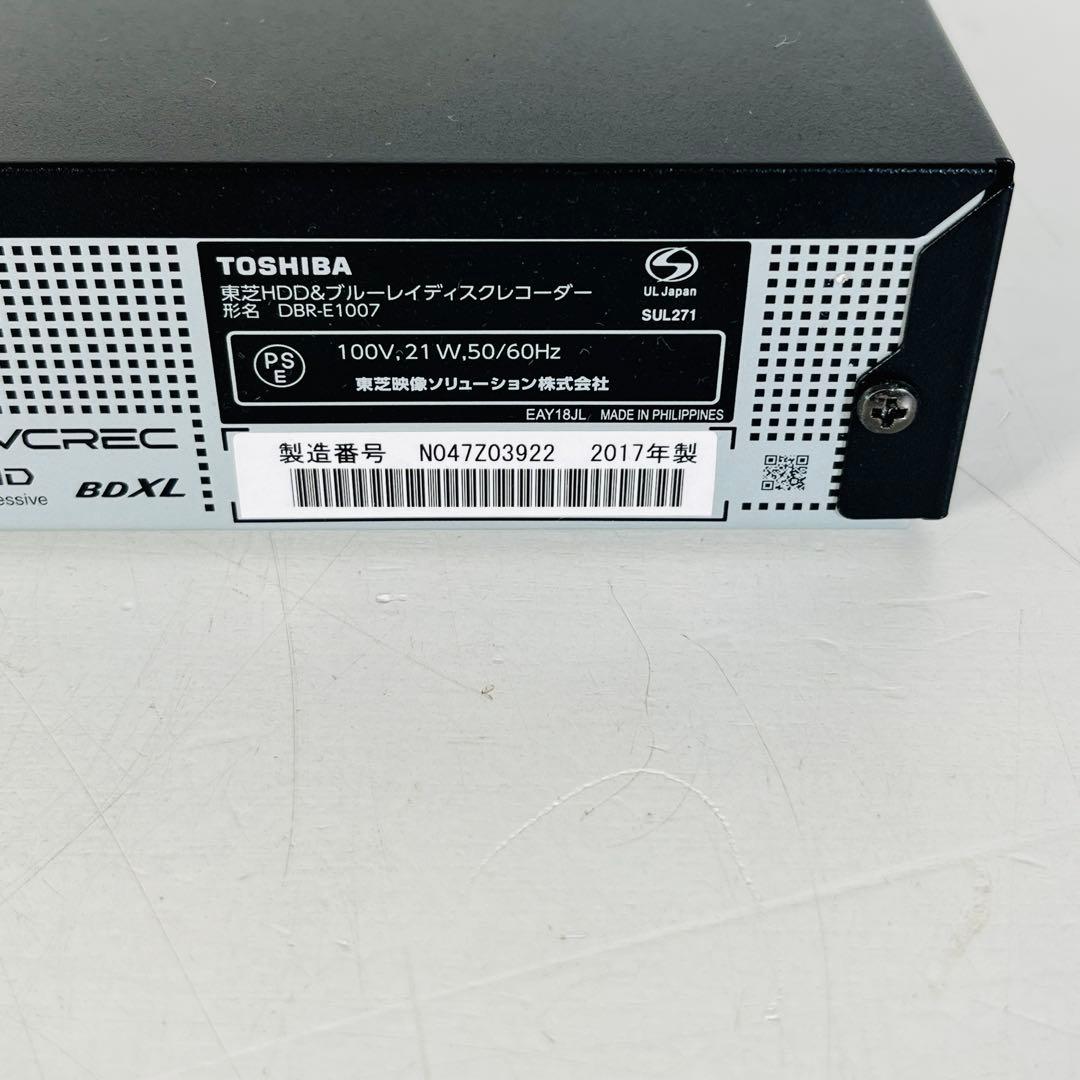 TOSHIBA
東芝HDD&ブルーレイディスクレコーダー
形名 DBR-E1007
UL Japan
SUL271
PS
E
100V, 21W, 50/60Hz
東芝映像ソリューション株式会社
EAY18JL MADE IN PHILIPPINES
製造番号 N047Z03922 2017年製
VCREC
BDXL
essive